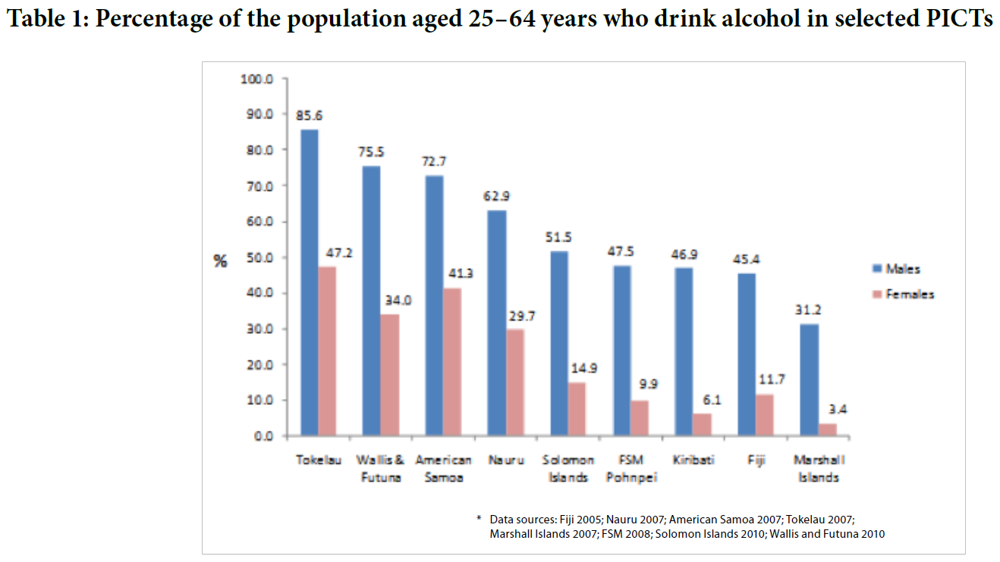 Table 1: Percentage of the population aged 25–64 years who drink alcohol in selected PICTs
100.0
90.0
80.0
70.0
60.0
50.0
40.0
30.0
20.0
10.0
0.0
%
85.6
47.2
75.5
34.0
72.7
41.3
62.9
29.7
51.5
14.9
47.5
9.9
46.9
6.1
45.4
11.7
31.2
3.4
Tokelau
Wallis &
Futuna
American
Samoa
Nauru
Solomon
Islands
FSM
Pohnpei
Kiribati
Fiji
Marshall
Islands
Males
Females
* Data sources: Fiji 2005; Nauru 2007; American Samoa 2007; Tokelau 2007;
Marshall Islands 2007; FSM 2008; Solomon Islands 2010; Wallis and Futuna 2010